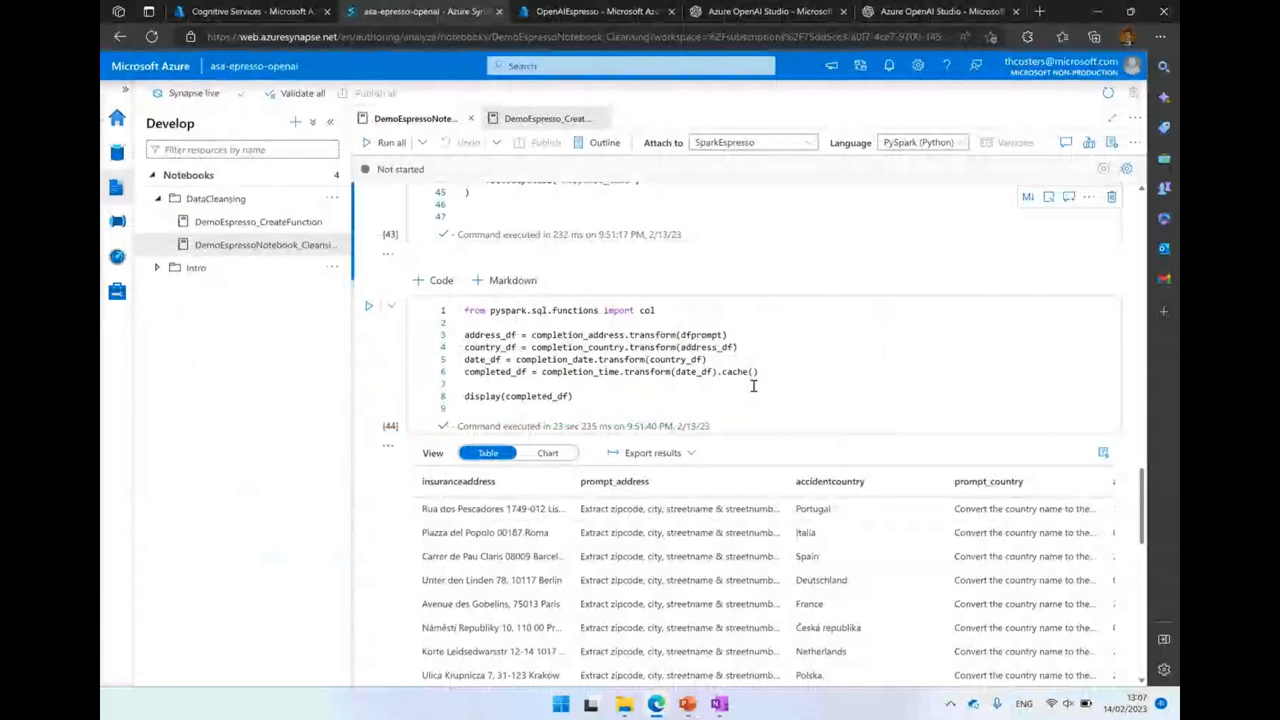 Cognitive Services - Microsoft A
asa-epresso-openai - Azure Syn
OpenAIEspresso - Microsoft Az
Azure OpenAI Studio - Microsoft
Azure OpenAI Studio - Microsoft
Microsoft Azure
asa-epresso-openai
Search
thcosters@microsoft.com
MICROSOFT NON-PRODUCTION
Synapse live
Validate all
Publish all
Develop
DemoEspressoNote...
DemoEspresso_Creat...
Filter resources by name
Run all
Undo
Publish
Outline
Attach to
SparkEspresso
Language
PySpark (Python)
Variables
Not started
Notebooks
4
DataCleansing
DemoEspresso_CreateFunction
DemoEspressoNotebook_Cleansi...
Intro
45 )
46
47
[43]
- Command executed in 232 ms on 9:51:17 PM, 2/13/23
+ Code
+ Markdown
1 from pyspark.sql.functions import col
2
3 address_df = completion_address.transform(dfprompt)
4 country_df = completion_country.transform(address_df)
5 date_df = completion_date.transform(country_df)
6 completed_df = completion_time.transform(date_df).cache()
7
8 display(completed_df)
9
[44]
- Command executed in 23 sec 235 ms on 9:51:40 PM, 2/13/23
View
Table
Chart
Export results
insuranceaddress prompt_address accidentcountry prompt_country
Rua dos Pescadores 1749-012 Lis... Extract zipcode, city, streetname & streetnumb... Portugal Convert the country name to the...
Piazza del Popolo 00187 Roma Extract zipcode, city, streetname & streetnumb... Italia Convert the country name to the...
Carrer de Pau Claris 08009 Barcel... Extract zipcode, city, streetname & streetnumb... Spain Convert the country name to the...
Unter den Linden 78, 10117 Berlin Extract zipcode, city, streetname & streetnumb... Deutschland Convert the country name to the...
Avenue des Gobelins, 75013 Paris Extract zipcode, city, streetname & streetnumb... France Convert the country name to the...
Náměstí Republiky 10, 110 00 Pr... Extract zipcode, city, streetname & streetnumb... Česká republika Convert the country name to the...
Korte Leidsedwarsstr 12-14 1017 ... Extract zipcode, city, streetname & streetnumb... Netherlands Convert the country name to the...
Ulica Krupnicza 7, 31-123 Kraków Extract zipcode, city, streetname & streetnumb... Polska Convert the country name to the...
ENG
13:07
14/02/2023